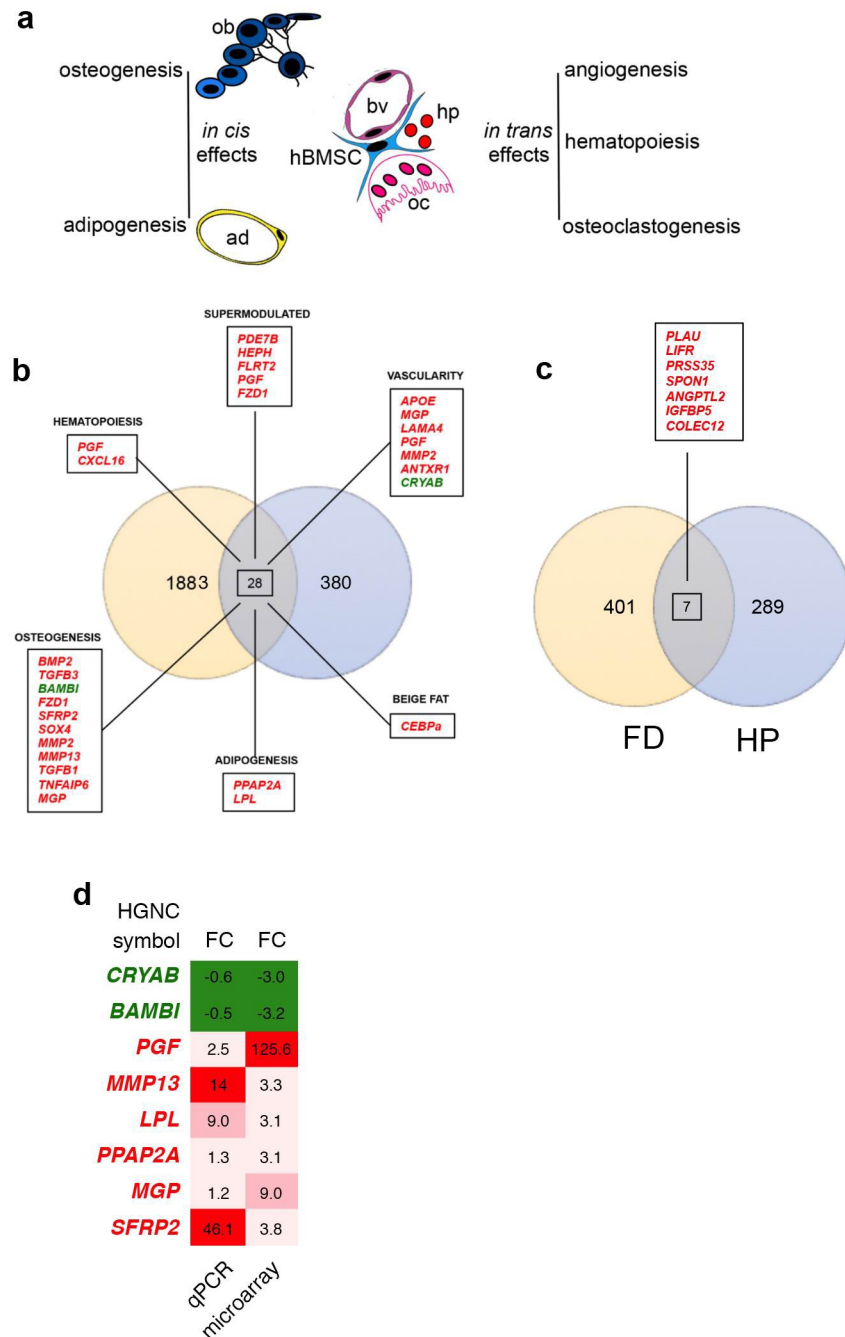 a
ob
osteogenesis
in cis
effects
adipogenesis
ad
bv
hp
hBMSC
oc
in trans
effects
angiogenesis
hematopoiesis
osteoclastogenesis
b
SUPERMODULATED
PDE7B
HEPH
FLRT2
PGF
FZD1
HEMATOPOIESIS
PGF
CXCL16
VASCULARITY
APOE
MGP
LAMA4
PGF
MMP2
ANTXR1
CRYAB
1883
28
380
OSTEOGENESIS
BMP2
TGFB3
BAMBI
FZD1
SFRP2
SOX4
MMP2
MMP13
TGFB1
TNFAIP6
MGP
ADIPOGENESIS
PPAP2A
LPL
BEIGE FAT
CEBPa
c
PLAU
LIFR
PRSS35
SPON1
ANGPTL2
IGFBP5
COLEC12
401
7
289
FD
HP
d
HGNC
symbol FC FC
CRYAB -0.6 -3.0
BAMBI -0.5 -3.2
PGF 2.5 125.6
MMP13 14 3.3
LPL 9.0 3.1
PPAP2A 1.3 3.1
MGP 1.2 9.0
SFRP2 46.1 3.8
qPCR
microarray